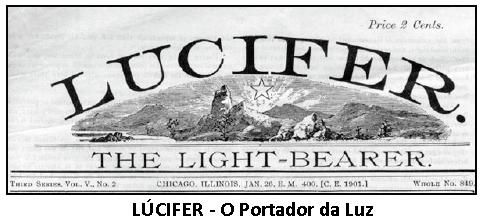 Price 2 Cents.
LUCIFER.
THE LIGHT-BEARER.
THIRD SERIES, VOL. V., NO. 2 CHICAGO, ILLINOIS, JAN. 26, E. M. 400, [C. E. 1901.] WHOLE NO. 849
LÚCIFER - O Portador da Luz